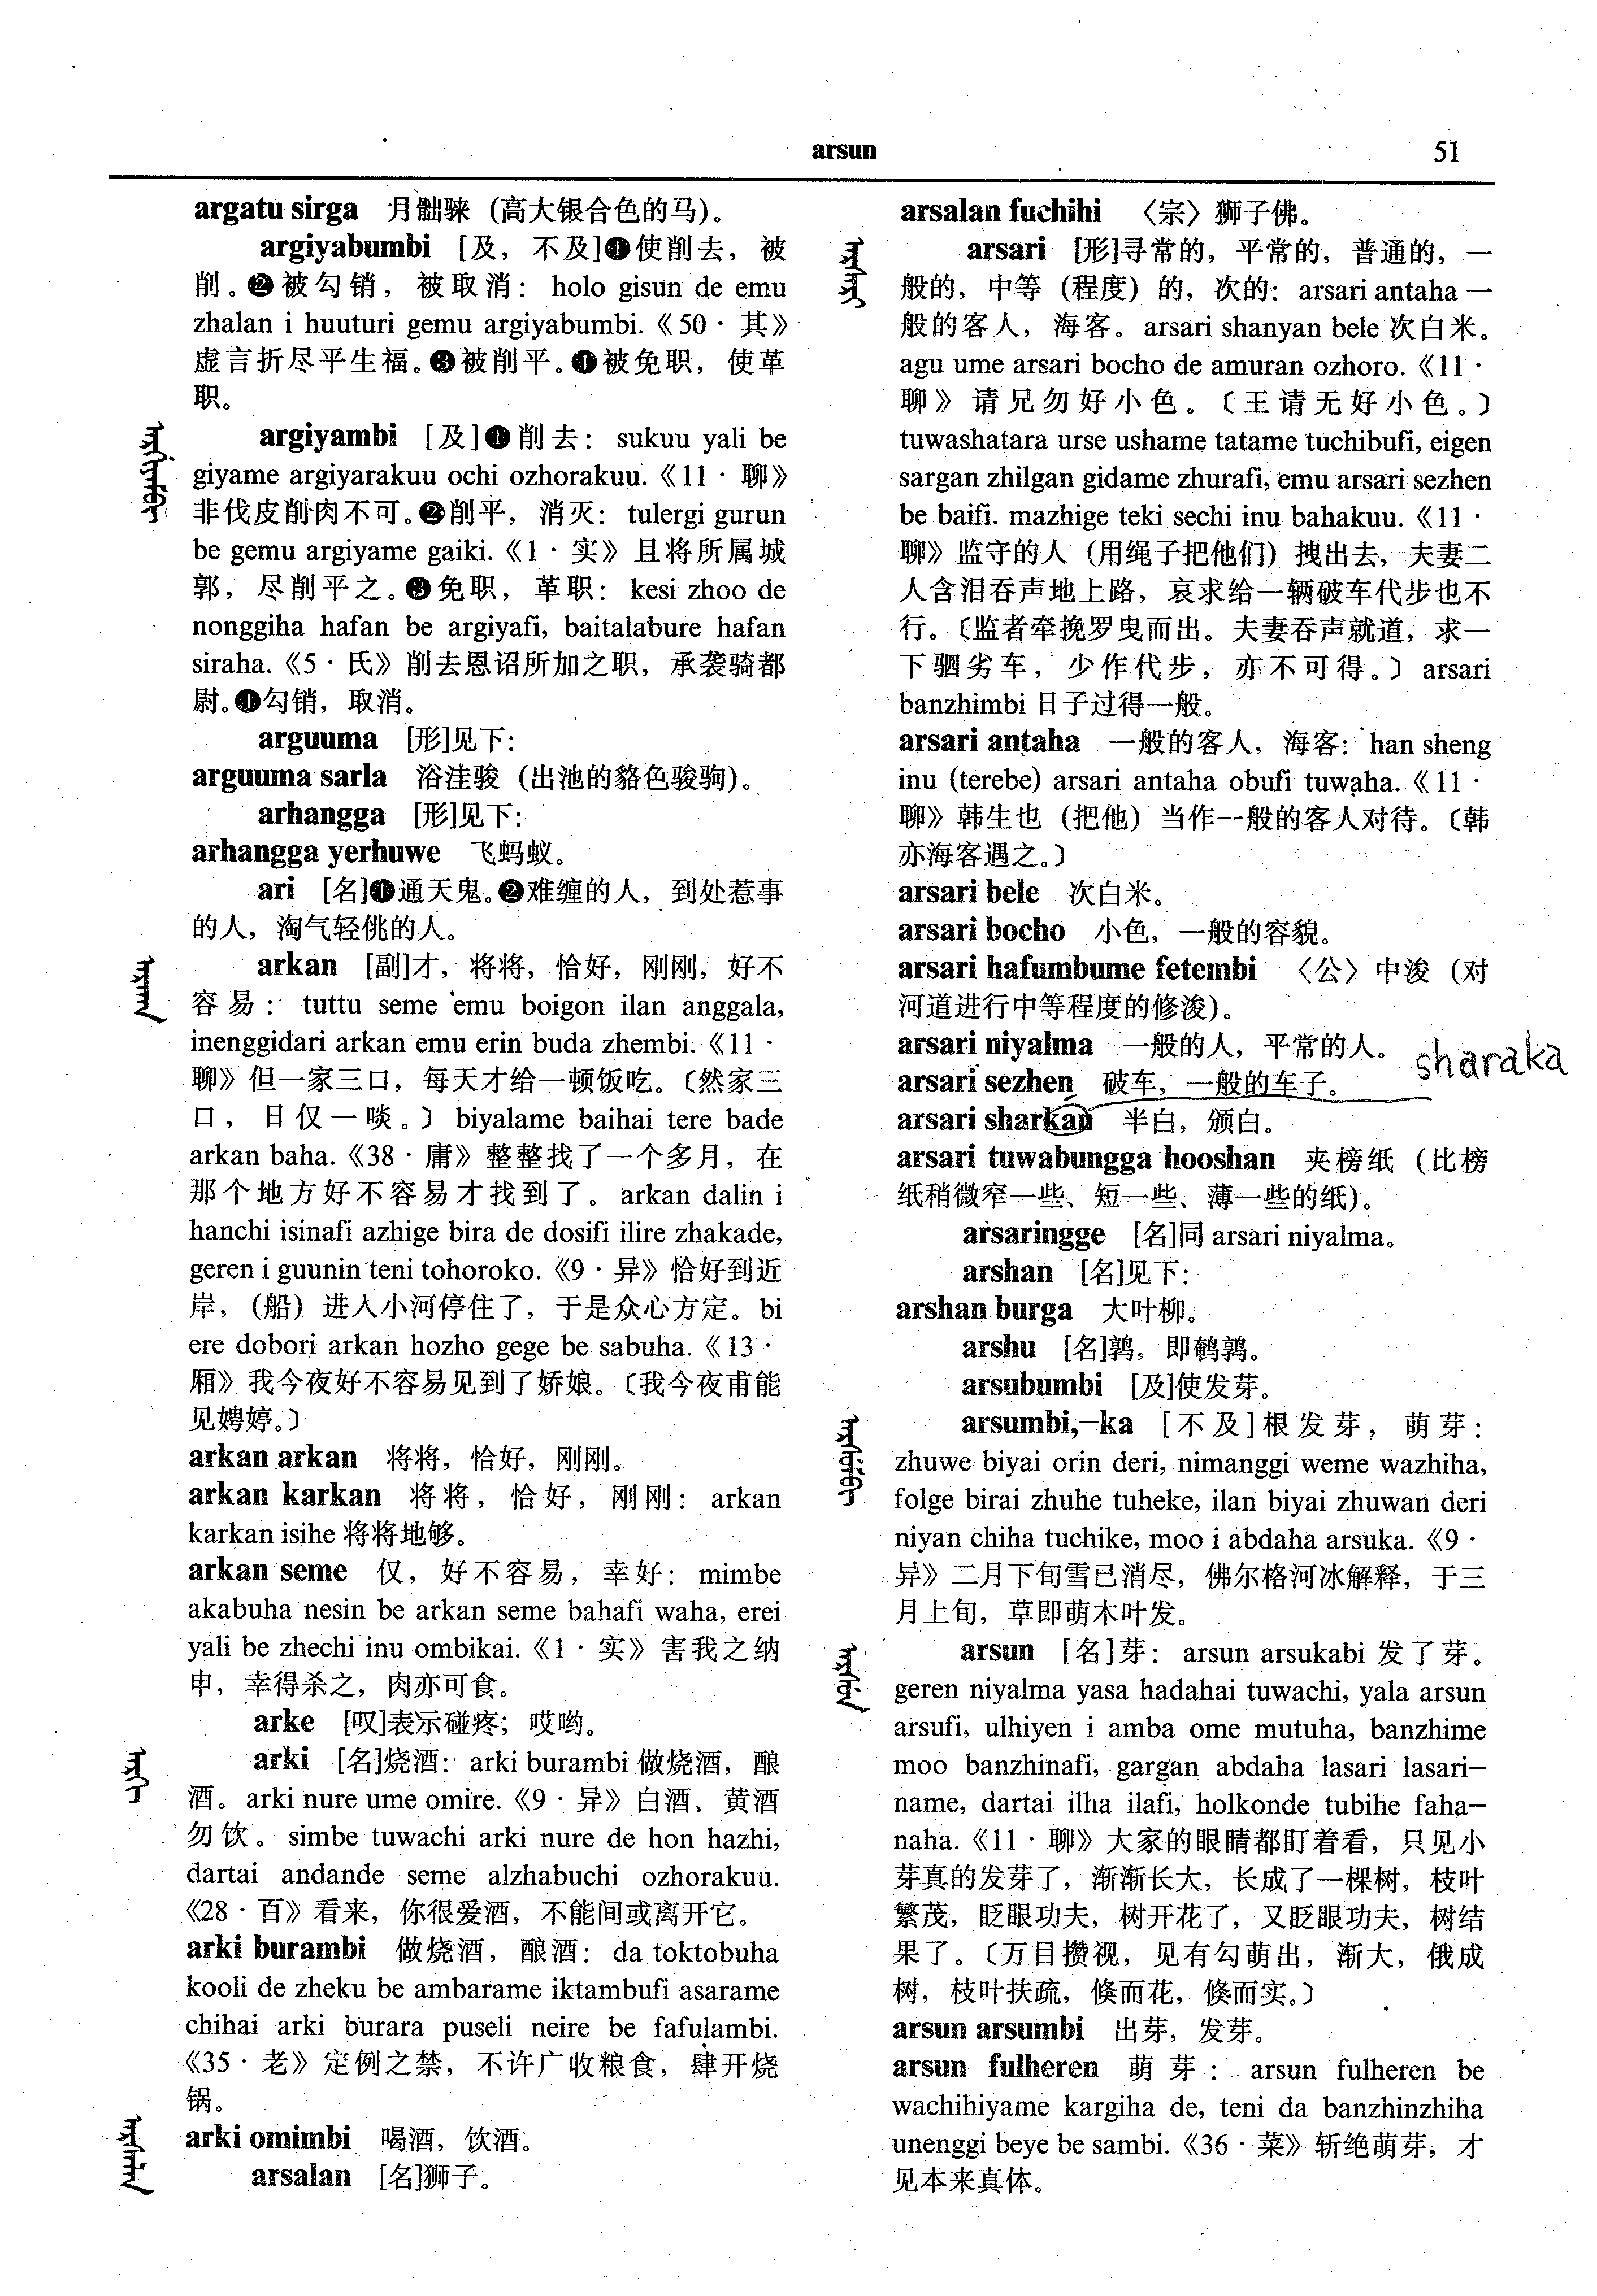 arsun
51
argatu sirga 月𩨷骒 (高大银合色的马)。
argiyabumbi [及, 不及]❶使削去, 被
削。❷被勾销, 被取消: holo gisun de emu
zhalan i huuturi gemu argiyabumbi.《50 · 其》
虚言折尽平生福。❸被削平。❹被免职, 使革
职。
argiyambi [及]❶削去: sukuu yali be
giyame argiyarakuu ochi ozhorakuu.《11 · 聊》
非伐皮削肉不可。❷削平, 消灭: tulergi gurun
be gemu argiyame gaiki.《1 · 实》且将所属城
郭, 尽削平之。❸免职, 革职: kesi zhoo de
nonggiha hafan be argiyafi, baitalabure hafan
siraha.《5 · 氏》削去恩诏所加之职, 承袭骑都
尉。❹勾销, 取消。
arguuma [形]见下:
arguuma sarla 浴洼骏 (出池的貉色骏驹)。
arhangga [形]见下:
arhangga yerhuwe 飞蚂蚁。
ari [名]❶通天鬼。❷难缠的人, 到处惹事
的人, 淘气轻佻的人。
arkan [副]才, 将将, 恰好, 刚刚, 好不
容易: tuttu seme emu boigon ilan anggala,
inenggidari arkan emu erin buda zhembi.《11 ·
聊》但一家三口, 每天才给一顿饭吃。〔然家三
口, 日仅一啖。〕 biyalame baihai tere bade
arkan baha.《38 · 庸》整整找了一个多月, 在
那个地方好不容易才找到了。arkan dalin i
hanchi isinafi azhige bira de dosifi ilire zhakade,
geren i guunin teni tohoroko.《9 · 异》恰好到近
岸, (船) 进入小河停住了, 于是众心方定。bi
ere dobori arkan hozho gege be sabuha.《13 ·
厢》我今夜好不容易见到了娇娘。〔我今夜甫能
见娉婷。〕
arkan arkan 将将, 恰好, 刚刚。
arkan karkan 将将, 恰好, 刚刚: arkan
karkan isihe 将将地够。
arkan seme 仅, 好不容易, 幸好: mimbe
akabuha nesin be arkan seme bahafi waha, erei
yali be zhechi inu ombikai.《1 · 实》害我之纳
申, 幸得杀之, 肉亦可食。
arke [叹]表示碰疼; 哎哟。
arki [名]烧酒: arki burambi 做烧酒, 酿
酒。arki nure ume omire.《9 · 异》白酒、黄酒
勿饮。simbe tuwachi arki nure de hon hazhi,
dartai andande seme alzhabuchi ozhorakuu.
《28 · 百》看来, 你很爱酒, 不能间或离开它。
arki burambi 做烧酒, 酿酒: da toktobuha
kooli de zheku be ambarame iktambufi asarame
chihai arki burara puseli neire be fafulambi.
《35 · 老》定例之禁, 不许广收粮食, 肆开烧
锅。
arki omimbi 喝酒, 饮酒。
arsalan [名]狮子。
arsalan fuchihi 〈宗〉狮子佛。
arsari [形]寻常的, 平常的, 普通的, 一
般的, 中等 (程度) 的, 次的: arsari antaha 一
般的客人, 海客。arsari shanyan bele 次白米。
agu ume arsari bocho de amuran ozhoro.《11 ·
聊》请兄勿好小色。〔王请无好小色。〕
tuwashatara urse ushame tatame tuchibufi, eigen
sargan zhilgan gidame zhurafi, emu arsari sezhen
be baifi. mazhige teki sechi inu bahakuu.《11 ·
聊》监守的人 (用绳子把他们) 拽出去, 夫妻二
人含泪吞声地上路, 哀求给一辆破车代步也不
行。〔监者牵挽罗曳而出。夫妻吞声就道, 求一
下驷劣车, 少作代步, 亦不可得。〕 arsari
banzhimbi 日子过得一般。
arsari antaha 一般的客人, 海客: han sheng
inu (terebe) arsari antaha obufi tuwaha.《11 ·
聊》韩生也 (把他) 当作一般的客人对待。〔韩
亦海客遇之。〕
arsari bele 次白米。
arsari bocho 小色, 一般的容貌。
arsari hafumbume fetembi 〈公〉中浚 (对
河道进行中等程度的修浚)。
arsari niyalma 一般的人, 平常的人。
sharaka
arsari sezhen 破车, 一般的车子。
arsari sharkan 半白, 颁白。
arsari tuwabungga hooshan 夹榜纸 (比榜
纸稍微窄一些、短一些、薄一些的纸)。
arsaringge [名]同 arsari niyalma。
arshan [名]见下:
arshan burga 大叶柳。
arshu [名]鹑, 即鹌鹑。
arsubumbi [及]使发芽。
arsumbi,-ka [不及]根发芽, 萌芽:
zhuwe biyai orin deri, nimanggi weme wazhiha,
folge birai zhuhe tuheke, ilan biyai zhuwan deri
niyan chiha tuchike, moo i abdaha arsuka.《9 ·
异》二月下旬雪已消尽, 佛尔格河冰解释, 于三
月上旬, 草即萌木叶发。
arsun [名]芽: arsun arsukabi 发了芽。
geren niyalma yasa hadahai tuwachi, yala arsun
arsufi, ulhiyen i amba ome mutuha, banzhime
moo banzhinafi, gargan abdaha lasari lasari-
name, dartai ilha ilafi, holkonde tubihe faha-
naha.《11 · 聊》大家的眼睛都盯着看, 只见小
芽真的发芽了, 渐渐长大, 长成了一棵树, 枝叶
繁茂, 眨眼功夫, 树开花了, 又眨眼功夫, 树结
果了。〔万目攒视, 见有勾萌出, 渐大, 俄成
树, 枝叶扶疏, 倏而花, 倏而实。〕
arsun arsumbi 出芽, 发芽。
arsun fulheren 萌芽: arsun fulheren be
wachihiyame kargiha de, teni da banzhinzhiha
unenggi beye be sambi.《36 · 菜》斩绝萌芽, 才
见本来真体。